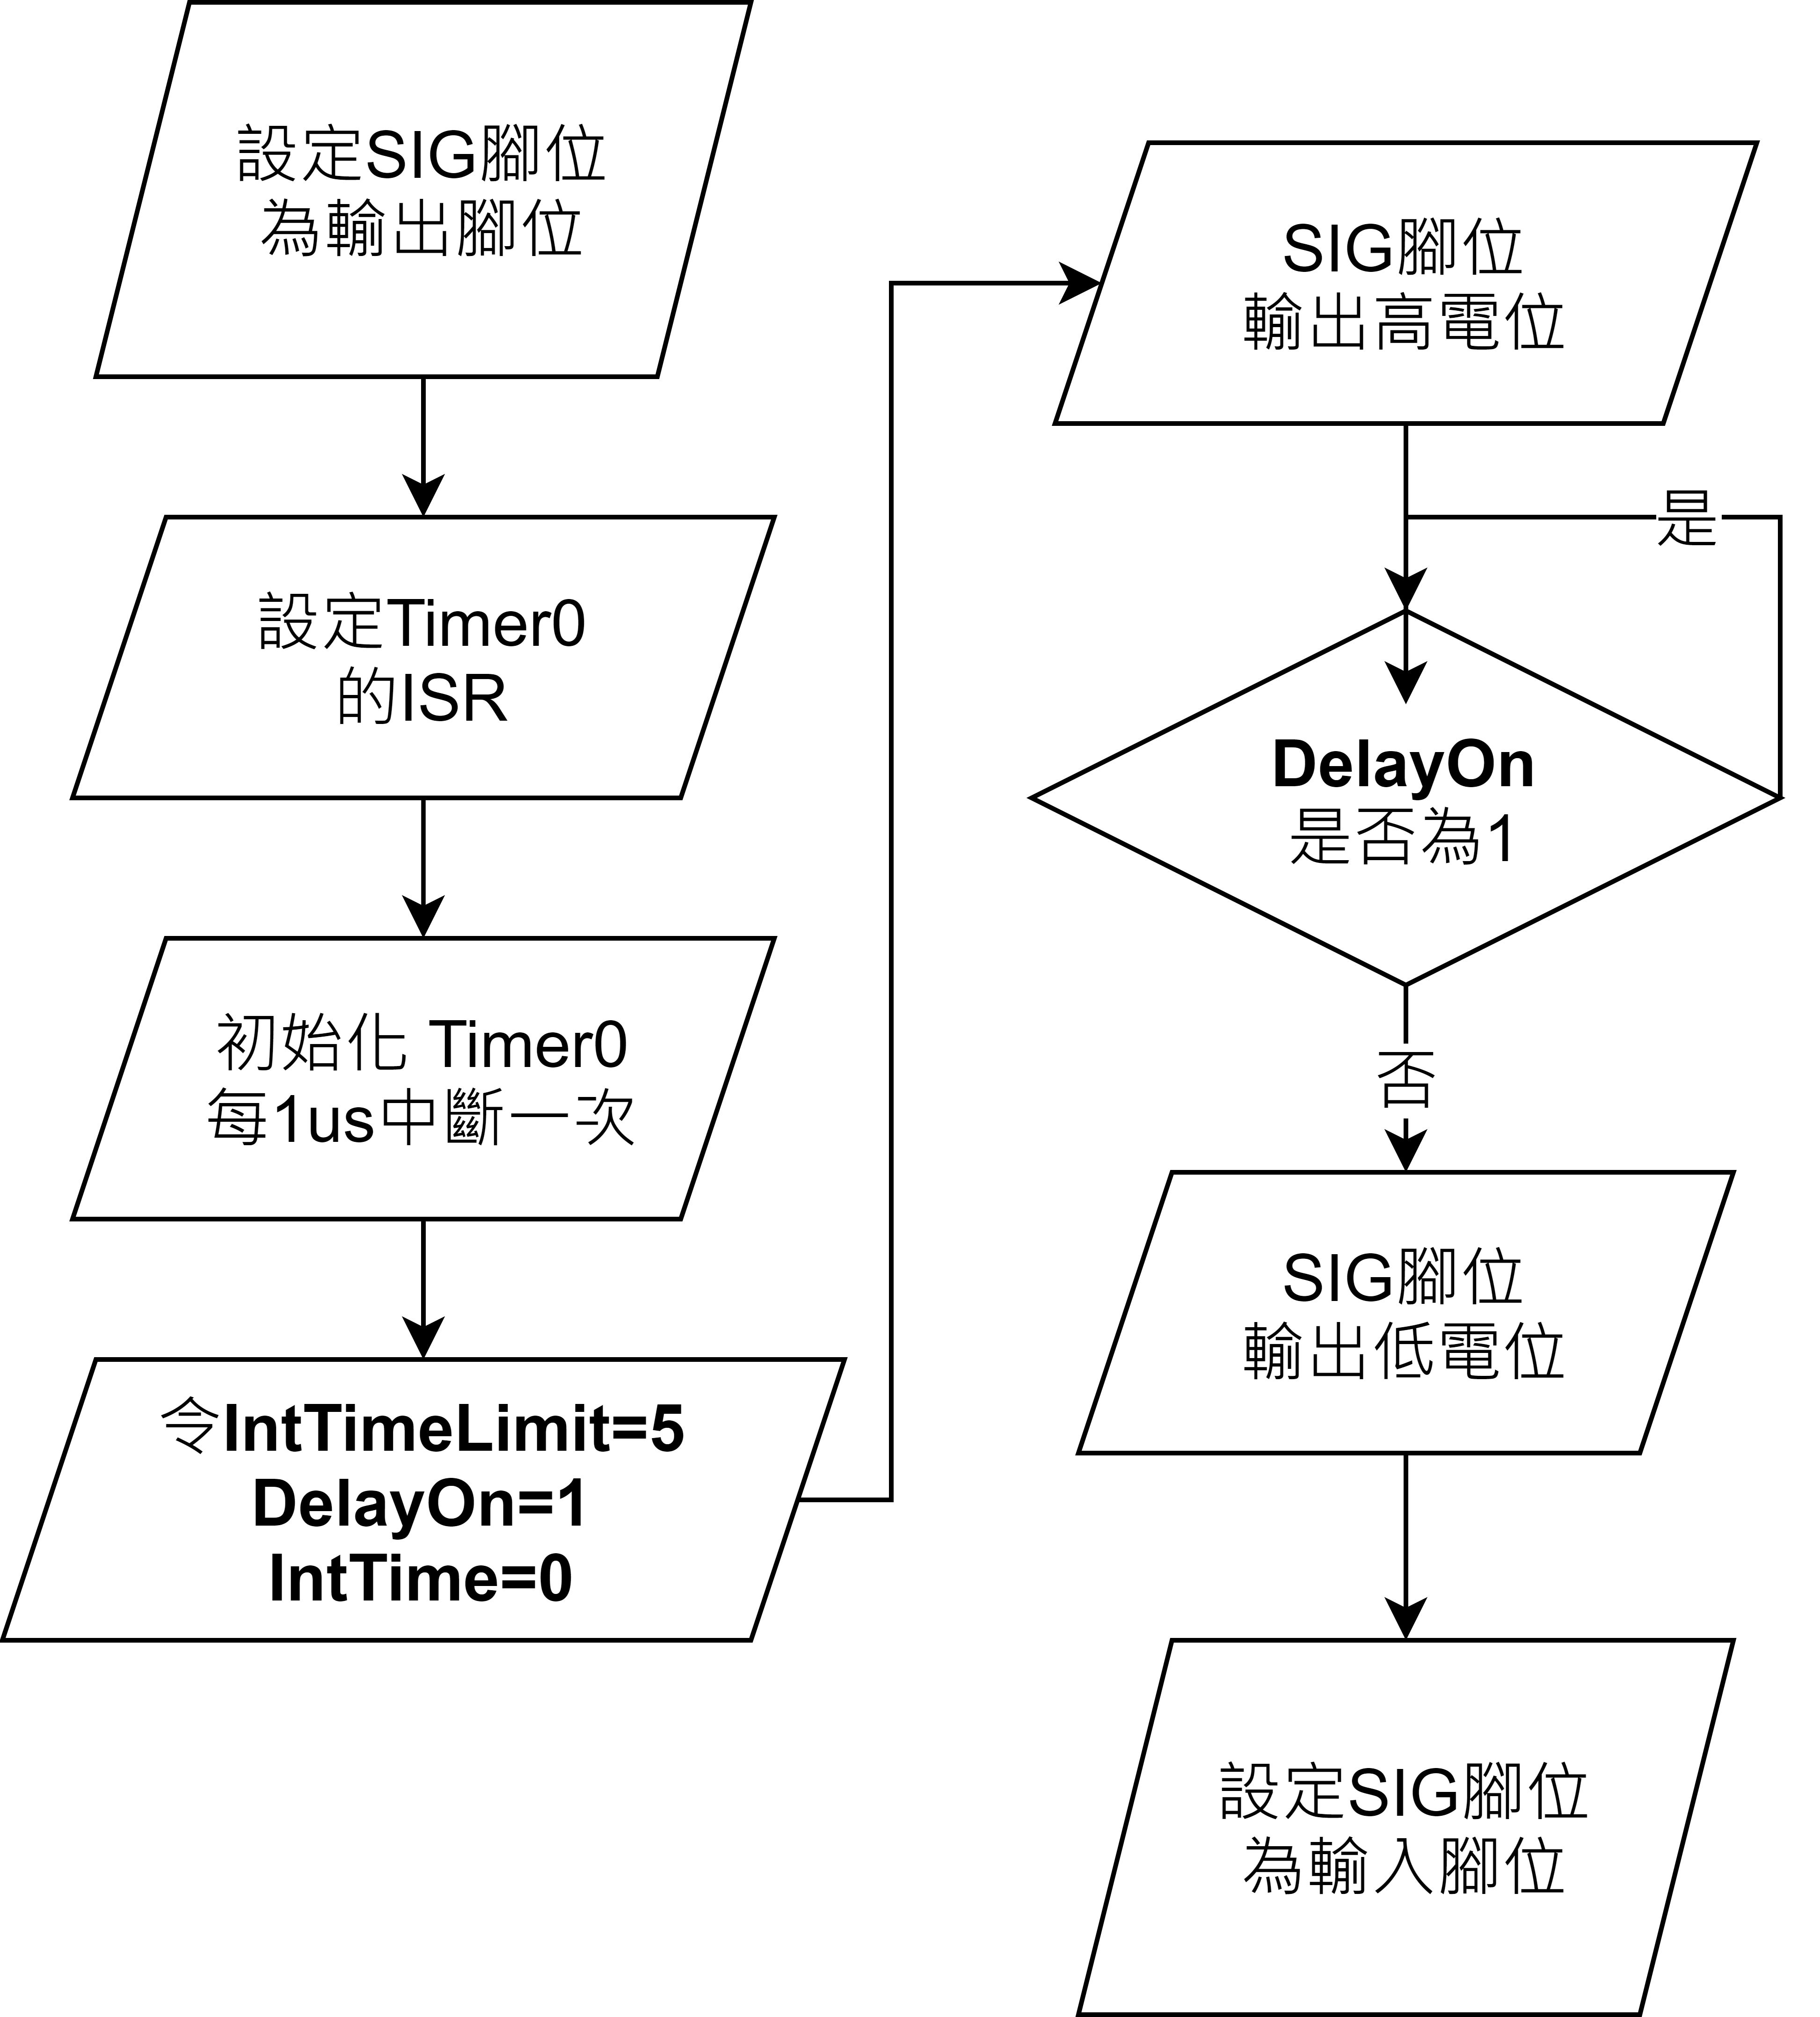 設定SIG腳位
為輸出腳位
設定Timer0
的ISR
初始化 Timer0
每1us中斷一次
令IntTimeLimit=5
DelayOn=1
IntTime=0
SIG腳位
輸出高電位
是
DelayOn
是否為1
否
SIG腳位
輸出低電位
設定SIG腳位
為輸入腳位